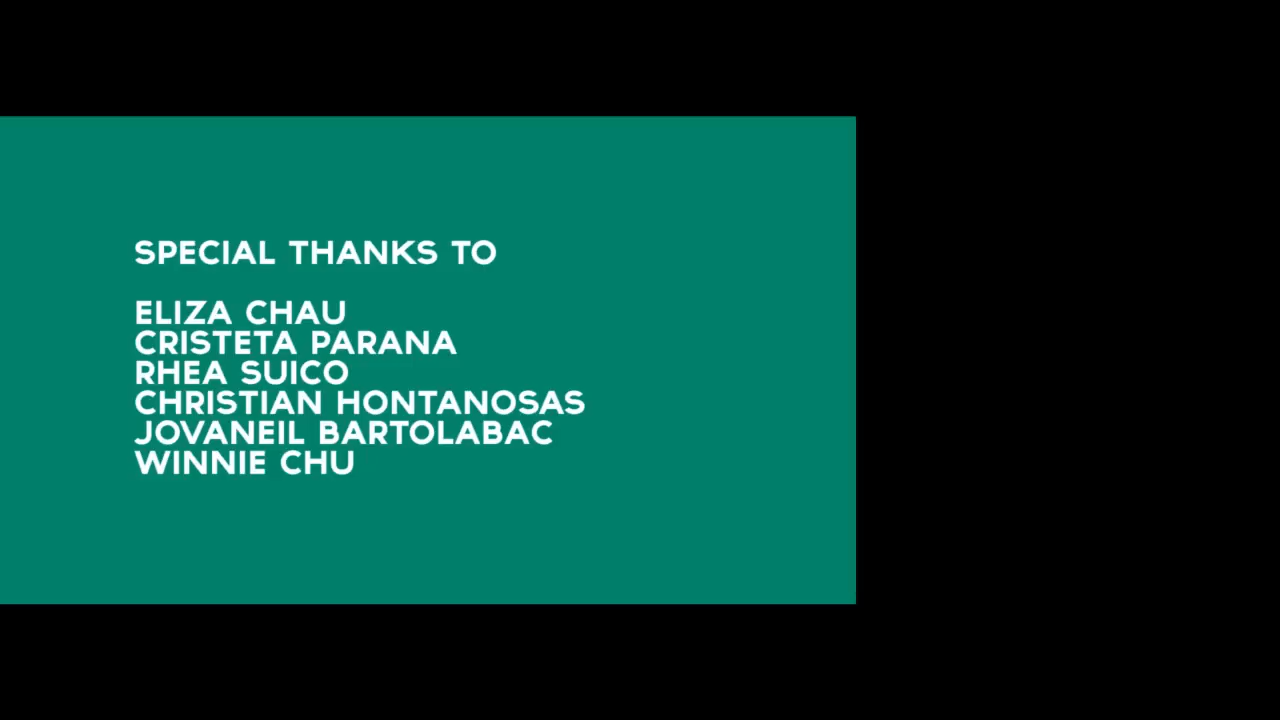 SPECIAL THANKS TO
ELIZA CHAU
CRISTETA PARANA
RHEA SUICO
CHRISTIAN HONTANOSAS
JOVANEIL BARTOLABAC
WINNIE CHU